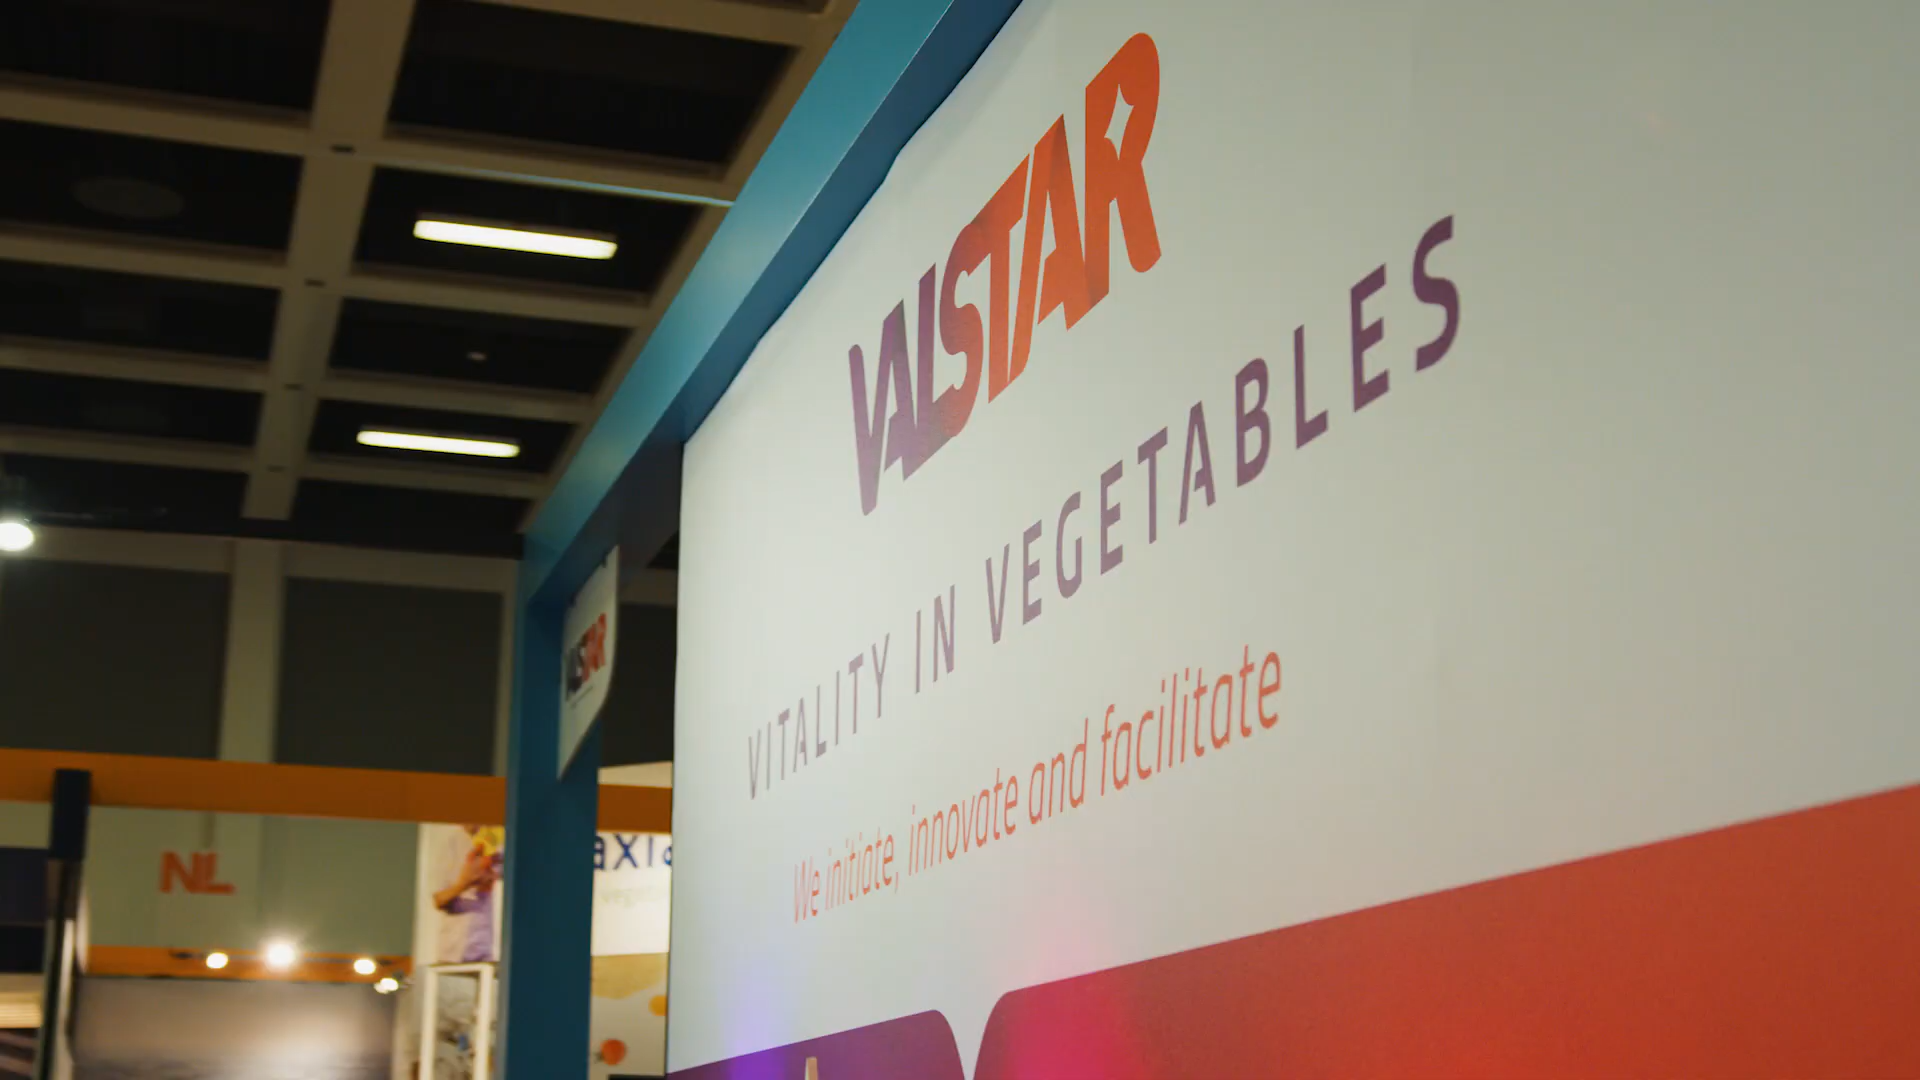 VALSTAR
VITALITY IN VEGETABLES
We initiate, innovate and facilitate
VALSTAR
NL